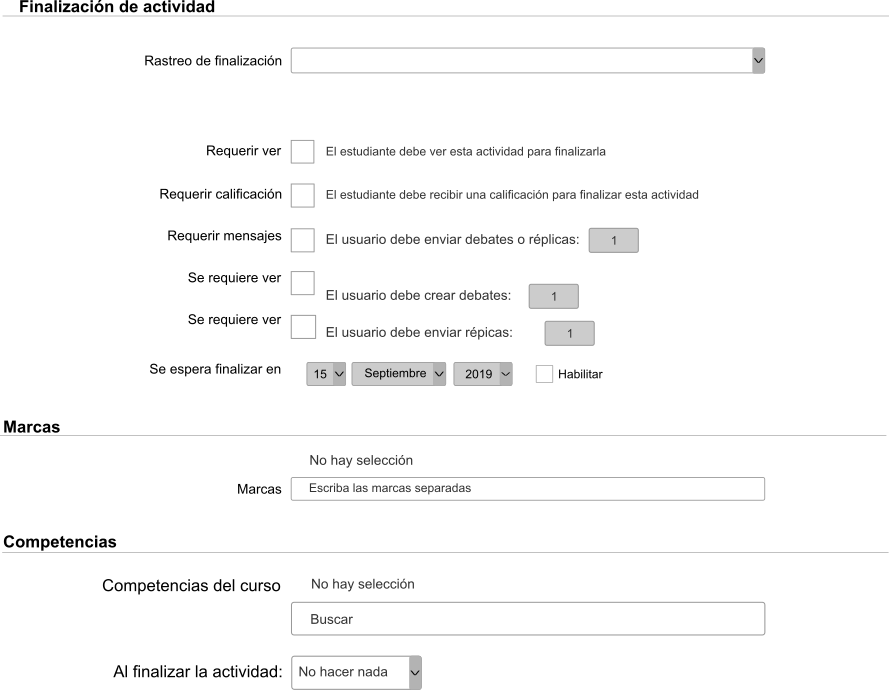 Finalización de actividad
Rastreo de finalización
Requerir ver El estudiante debe ver esta actividad para finalizarla
Requerir calificación El estudiante debe recibir una calificación para finalizar esta actividad
Requerir mensajes El usuario debe enviar debates o réplicas: 1
Se requiere ver
El usuario debe crear debates: 1
Se requiere ver
El usuario debe enviar répicas: 1
Se espera finalizar en 15 Septiembre 2019 Habilitar
Marcas
No hay selección
Marcas Escriba las marcas separadas
Competencias
Competencias del curso No hay selección
Buscar
Al finalizar la actividad: No hacer nada